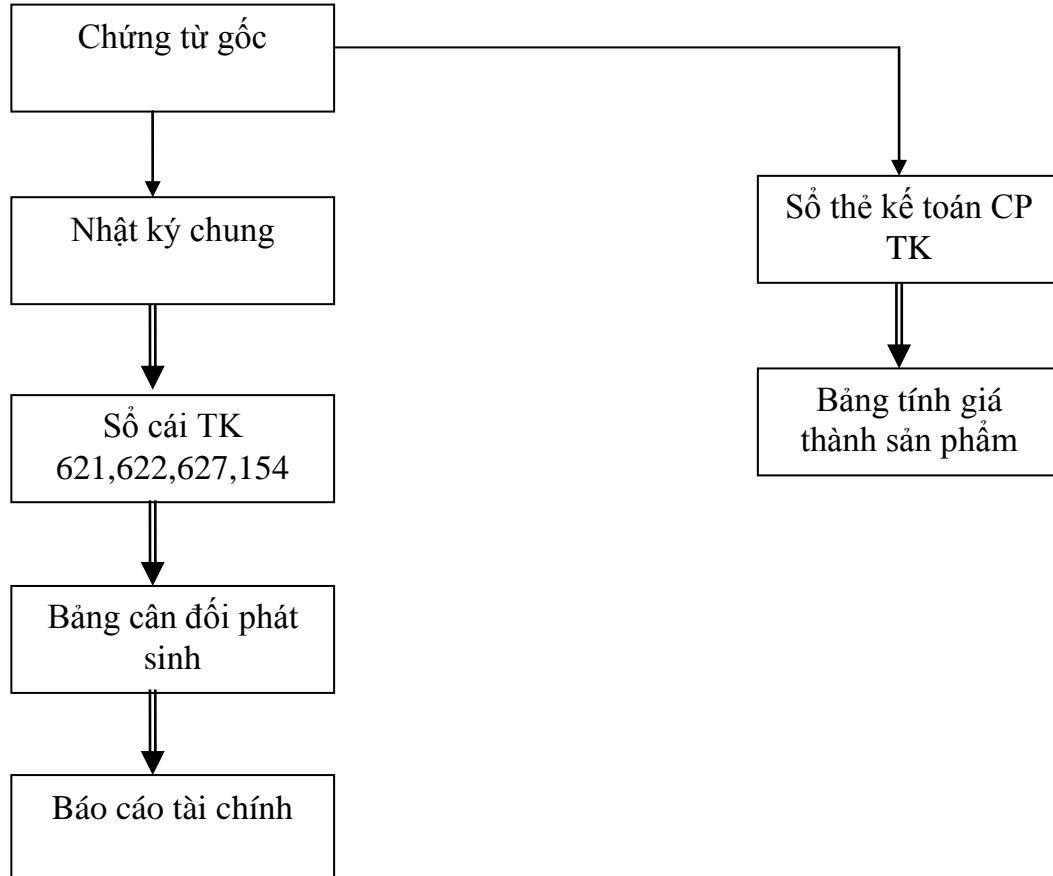 Chứng từ gốc
Nhật ký chung
Sổ cái TK
621,622,627,154
Bảng cân đối phát
sinh
Báo cáo tài chính
Sổ thẻ kế toán CP
TK
Bảng tính giá
thành sản phẩm